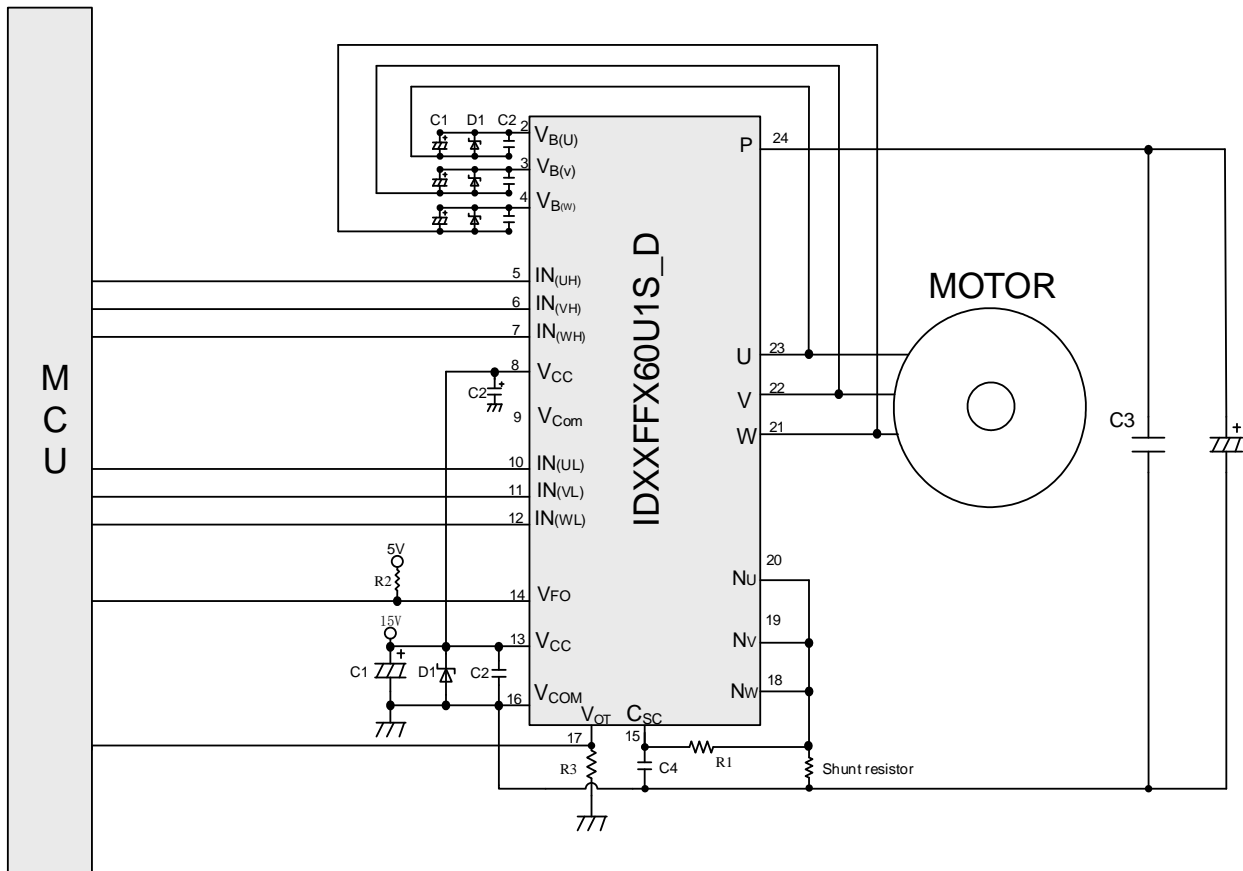 MCU
C1 D1 C2
2 VB(U)
3 VB(v)
4 VB(W)
5 IN(UH)
6 IN(VH)
7 IN(WH)
8 VCC
C2
9 VCom
10 IN(UL)
11 IN(VL)
12 IN(WL)
5V
R2
14 VFO
15V
13 VCC
C1 D1 C2
16 VCOM
VOT CSC
17 15
R3 C4 R1
Shunt resistor
IDXXFFX60U1S_D
P 24
MOTOR
U 23
V 22
W 21
C3
NU 20
NV 19
NW 18
+
+
+
+
+
+